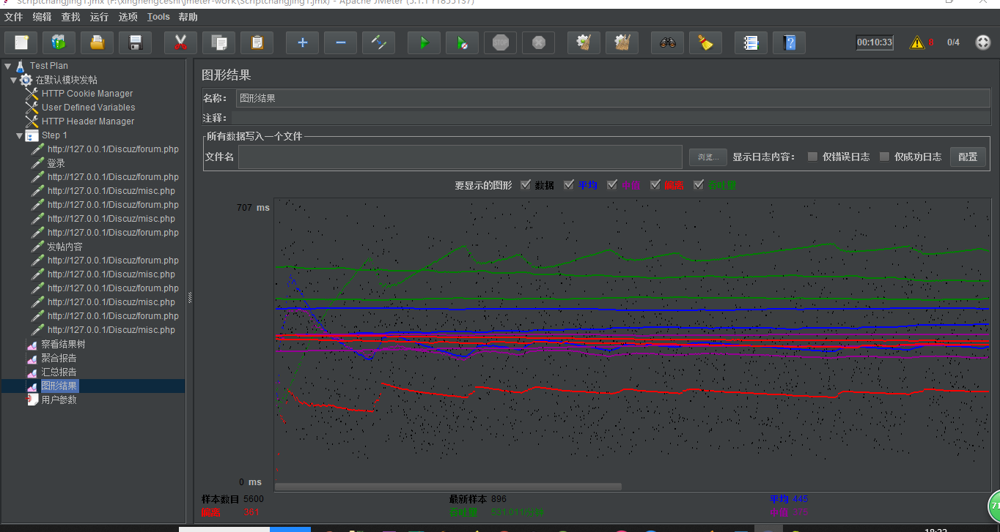 Scriptchangjing1.jmx (F:\xingnengceshi\jmeter-work\Scriptchangjing1.jmx) - Apache JMeter (5.1.1 r1855137)
文件 编辑 查找 运行 选项 Tools 帮助
STOP 00:10:33 8 0/4
Test Plan
在默认模块发帖
HTTP Cookie Manager
User Defined Variables
HTTP Header Manager
Step 1
http://127.0.0.1/Discuz/forum.php
登录
http://127.0.0.1/Discuz/forum.php
http://127.0.0.1/Discuz/misc.php
http://127.0.0.1/Discuz/forum.php
http://127.0.0.1/Discuz/misc.php
http://127.0.0.1/Discuz/forum.php
发帖内容
http://127.0.0.1/Discuz/forum.php
http://127.0.0.1/Discuz/misc.php
http://127.0.0.1/Discuz/forum.php
http://127.0.0.1/Discuz/misc.php
http://127.0.0.1/Discuz/forum.php
http://127.0.0.1/Discuz/misc.php
察看结果树
聚合报告
汇总报告
图形结果
用户参数
图形结果
名称： 图形结果
注释：
所有数据写入一个文件
文件名 浏览... 显示日志内容： 仅错误日志 仅成功日志 配置
要显示的图形 数据 平均 中值 偏离 吞吐量
707 ms
0 ms
样本数目 5600 最新样本 896 平均 445
偏离 361 吞吐量 531.011/分钟 中值
71
18:22